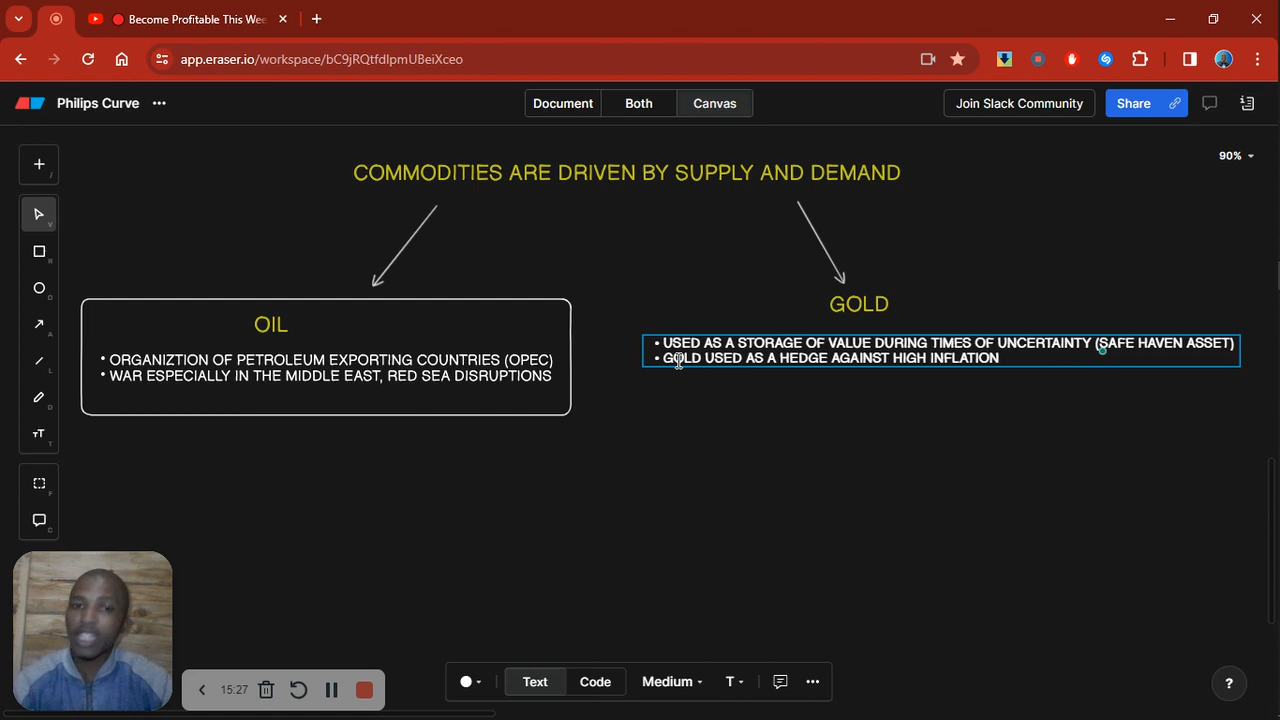 Become Profitable This Wee
app.eraser.io/workspace/bC9jRQtfdIpmUBeiXceo
Philips Curve
Document
Both
Canvas
Join Slack Community
Share
90%
COMMODITIES ARE DRIVEN BY SUPPLY AND DEMAND
OIL
• ORGANIZTION OF PETROLEUM EXPORTING COUNTRIES (OPEC)
• WAR ESPECIALLY IN THE MIDDLE EAST, RED SEA DISRUPTIONS
GOLD
• USED AS A STORAGE OF VALUE DURING TIMES OF UNCERTAINTY (SAFE HAVEN ASSET)
• GOLD USED AS A HEDGE AGAINST HIGH INFLATION
15:27
Text
Code
Medium
T
?